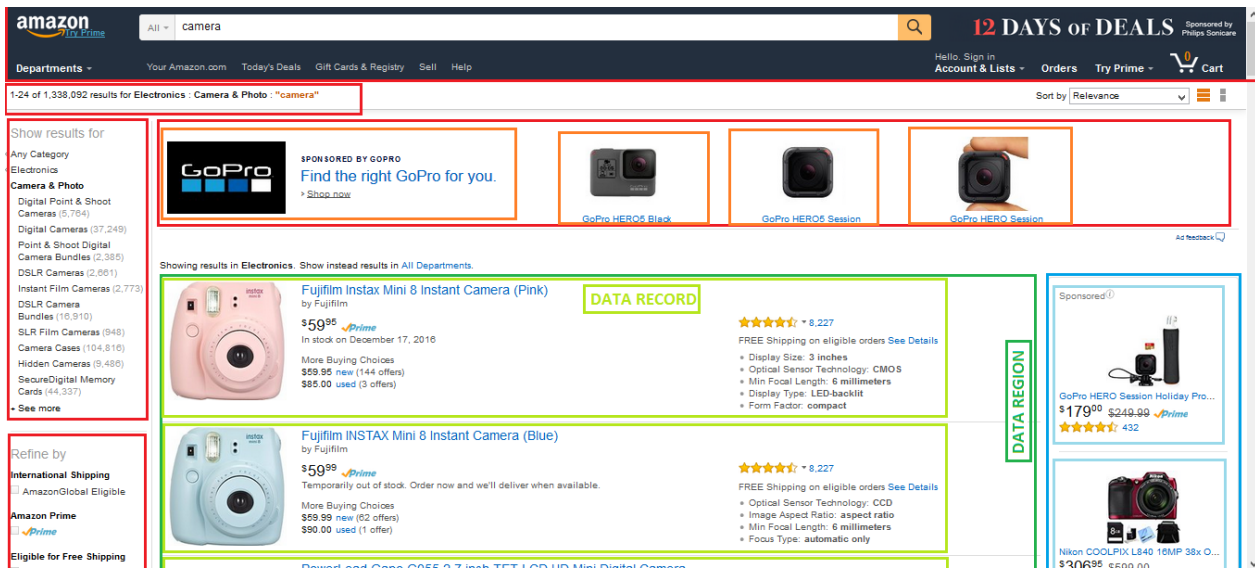 amazon
Try Prime
All
camera
12 DAYS OF DEALS
Sponsored by
Philips Sonicare
Departments
Your Amazon.com Today's Deals Gift Cards & Registry Sell Help
Hello. Sign in
Account & Lists
Orders
Try Prime
0
Cart
1-24 of 1,338,092 results for Electronics : Camera & Photo : "camera"
Sort by Relevance
Show results for
Any Category
Electronics
Camera & Photo
Digital Point & Shoot
Cameras (5,764)
Digital Cameras (37,249)
Point & Shoot Digital
Camera Bundles (2,385)
DSLR Cameras (2,661)
Instant Film Cameras (2,773)
DSLR Camera
Bundles (16,910)
SLR Film Cameras (948)
Camera Cases (104,816)
Hidden Cameras (9,486)
SecureDigital Memory
Cards (44,337)
See more
Refine by
International Shipping
AmazonGlobal Eligible
Amazon Prime
Prime
Eligible for Free Shipping
GoPro
SPONSORED BY GOPRO
Find the right GoPro for you.
› Shop now
GoPro HERO5 Black
GoPro HERO5 Session
GoPro HERO Session
Ad feedback
Showing results in Electronics. Show instead results in All Departments.
instax
Fujifilm Instax Mini 8 Instant Camera (Pink)
by Fujifilm
$5995 Prime
In stock on December 17, 2016
More Buying Choices
$59.95 new (144 offers)
$85.00 used (3 offers)
DATA RECORD
8,227
FREE Shipping on eligible orders See Details
Display Size: 3 inches
Optical Sensor Technology: CMOS
Min Focal Length: 6 millimeters
Display Type: LED-backlit
Form Factor: compact
DATA REGION
instax
Fujifilm INSTAX Mini 8 Instant Camera (Blue)
by Fujifilm
$5999 Prime
Temporarily out of stock. Order now and we'll deliver when available.
More Buying Choices
$59.99 new (62 offers)
$90.00 used (1 offer)
8,227
FREE Shipping on eligible orders See Details
Optical Sensor Technology: CCD
Image Aspect Ratio: aspect ratio
Min Focal Length: 6 millimeters
Focus Type: automatic only
Sponsored
GoPro HERO Session Holiday Pro...
$17900 $249.99 Prime
432
Nikon COOLPIX L840 16MP 38x O...
$30695 $599.00